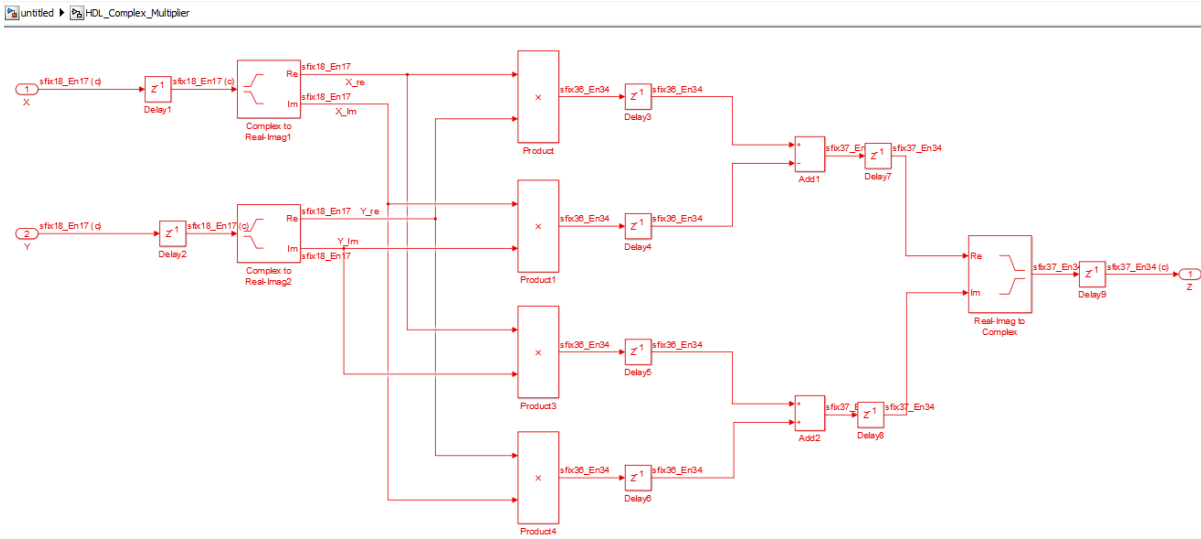 untitled ▶ HDL_Complex_Multiplier
sfix18_En17 (c)
1
X
Z-1
Delay1
sfix18_En17 (c)
Re
Im
Complex to
Real-Imag1
sfix18_En17
X_re
sfix18_En17
X_Im
×
Product
sfix36_En34
Z-1
Delay3
sfix36_En34
+
−
Add1
sfix37_En
Z-1
Delay7
sfix37_En34
sfix18_En17 (c)
2
Y
Z-1
Delay2
sfix18_En17 (c)
Re
Im
Complex to
Real-Imag2
sfix18_En17
Y_re
Y_Im
sfix18_En17
×
Product1
sfix36_En34
Z-1
Delay4
sfix36_En34
Re
Im
Real-Imag to
Complex
sfix37_En34
Z-1
Delay9
sfix37_En34 (c)
1
Z
×
Product3
sfix36_En34
Z-1
Delay5
sfix36_En34
+
+
Add2
sfix37_E
Z-1
Delay8
sfix37_En34
×
Product4
sfix36_En34
Z-1
Delay6
sfix36_En34